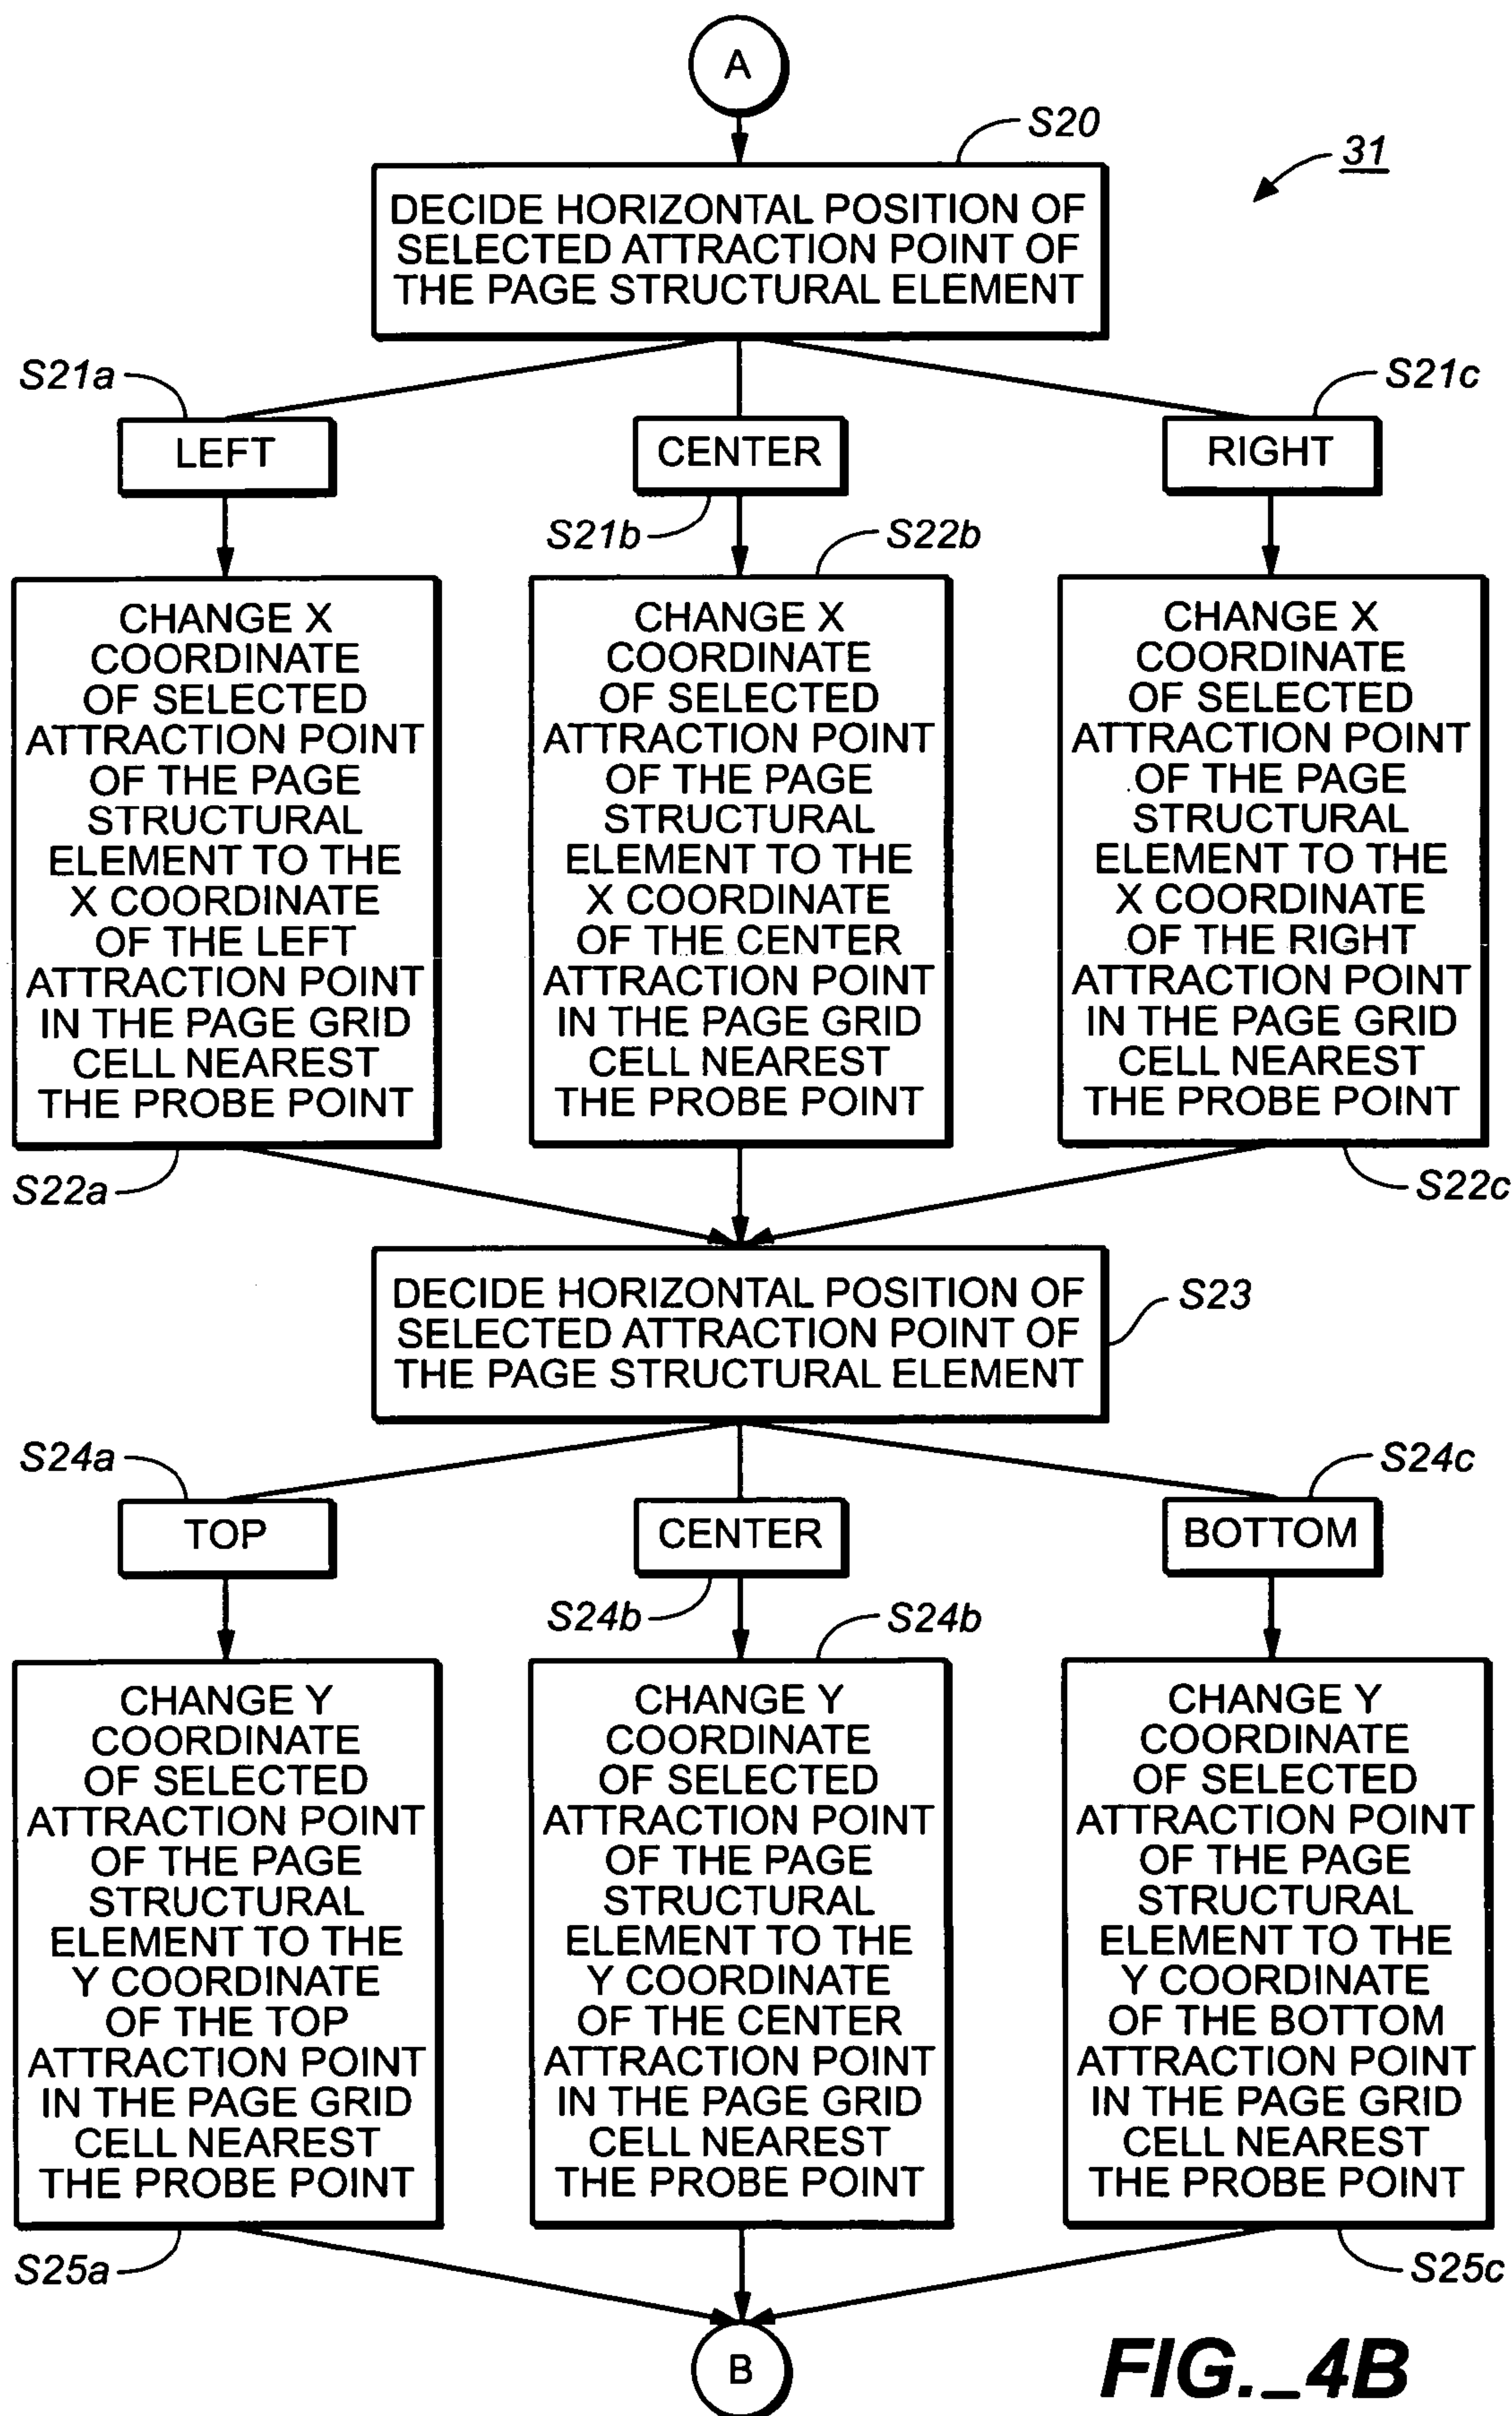 A
S20
31
DECIDE HORIZONTAL POSITION OF
SELECTED ATTRACTION POINT OF
THE PAGE STRUCTURAL ELEMENT
S21a
S21c
LEFT
CENTER
RIGHT
S21b
S22b
CHANGE X
COORDINATE
OF SELECTED
ATTRACTION POINT
OF THE PAGE
STRUCTURAL
ELEMENT TO THE
X COORDINATE
OF THE LEFT
ATTRACTION POINT
IN THE PAGE GRID
CELL NEAREST
THE PROBE POINT
CHANGE X
COORDINATE
OF SELECTED
ATTRACTION POINT
OF THE PAGE
STRUCTURAL
ELEMENT TO THE
X COORDINATE
OF THE CENTER
ATTRACTION POINT
IN THE PAGE GRID
CELL NEAREST
THE PROBE POINT
CHANGE X
COORDINATE
OF SELECTED
ATTRACTION POINT
OF THE PAGE
STRUCTURAL
ELEMENT TO THE
X COORDINATE
OF THE RIGHT
ATTRACTION POINT
IN THE PAGE GRID
CELL NEAREST
THE PROBE POINT
S22a
S22c
DECIDE HORIZONTAL POSITION OF
SELECTED ATTRACTION POINT OF
THE PAGE STRUCTURAL ELEMENT
S23
S24a
S24c
TOP
CENTER
BOTTOM
S24b
S24b
CHANGE Y
COORDINATE
OF SELECTED
ATTRACTION POINT
OF THE PAGE
STRUCTURAL
ELEMENT TO THE
Y COORDINATE
OF THE TOP
ATTRACTION POINT
IN THE PAGE GRID
CELL NEAREST
THE PROBE POINT
CHANGE Y
COORDINATE
OF SELECTED
ATTRACTION POINT
OF THE PAGE
STRUCTURAL
ELEMENT TO THE
Y COORDINATE
OF THE CENTER
ATTRACTION POINT
IN THE PAGE GRID
CELL NEAREST
THE PROBE POINT
CHANGE Y
COORDINATE
OF SELECTED
ATTRACTION POINT
OF THE PAGE
STRUCTURAL
ELEMENT TO THE
Y COORDINATE
OF THE BOTTOM
ATTRACTION POINT
IN THE PAGE GRID
CELL NEAREST
THE PROBE POINT
S25a
S25c
B
FIG._4B